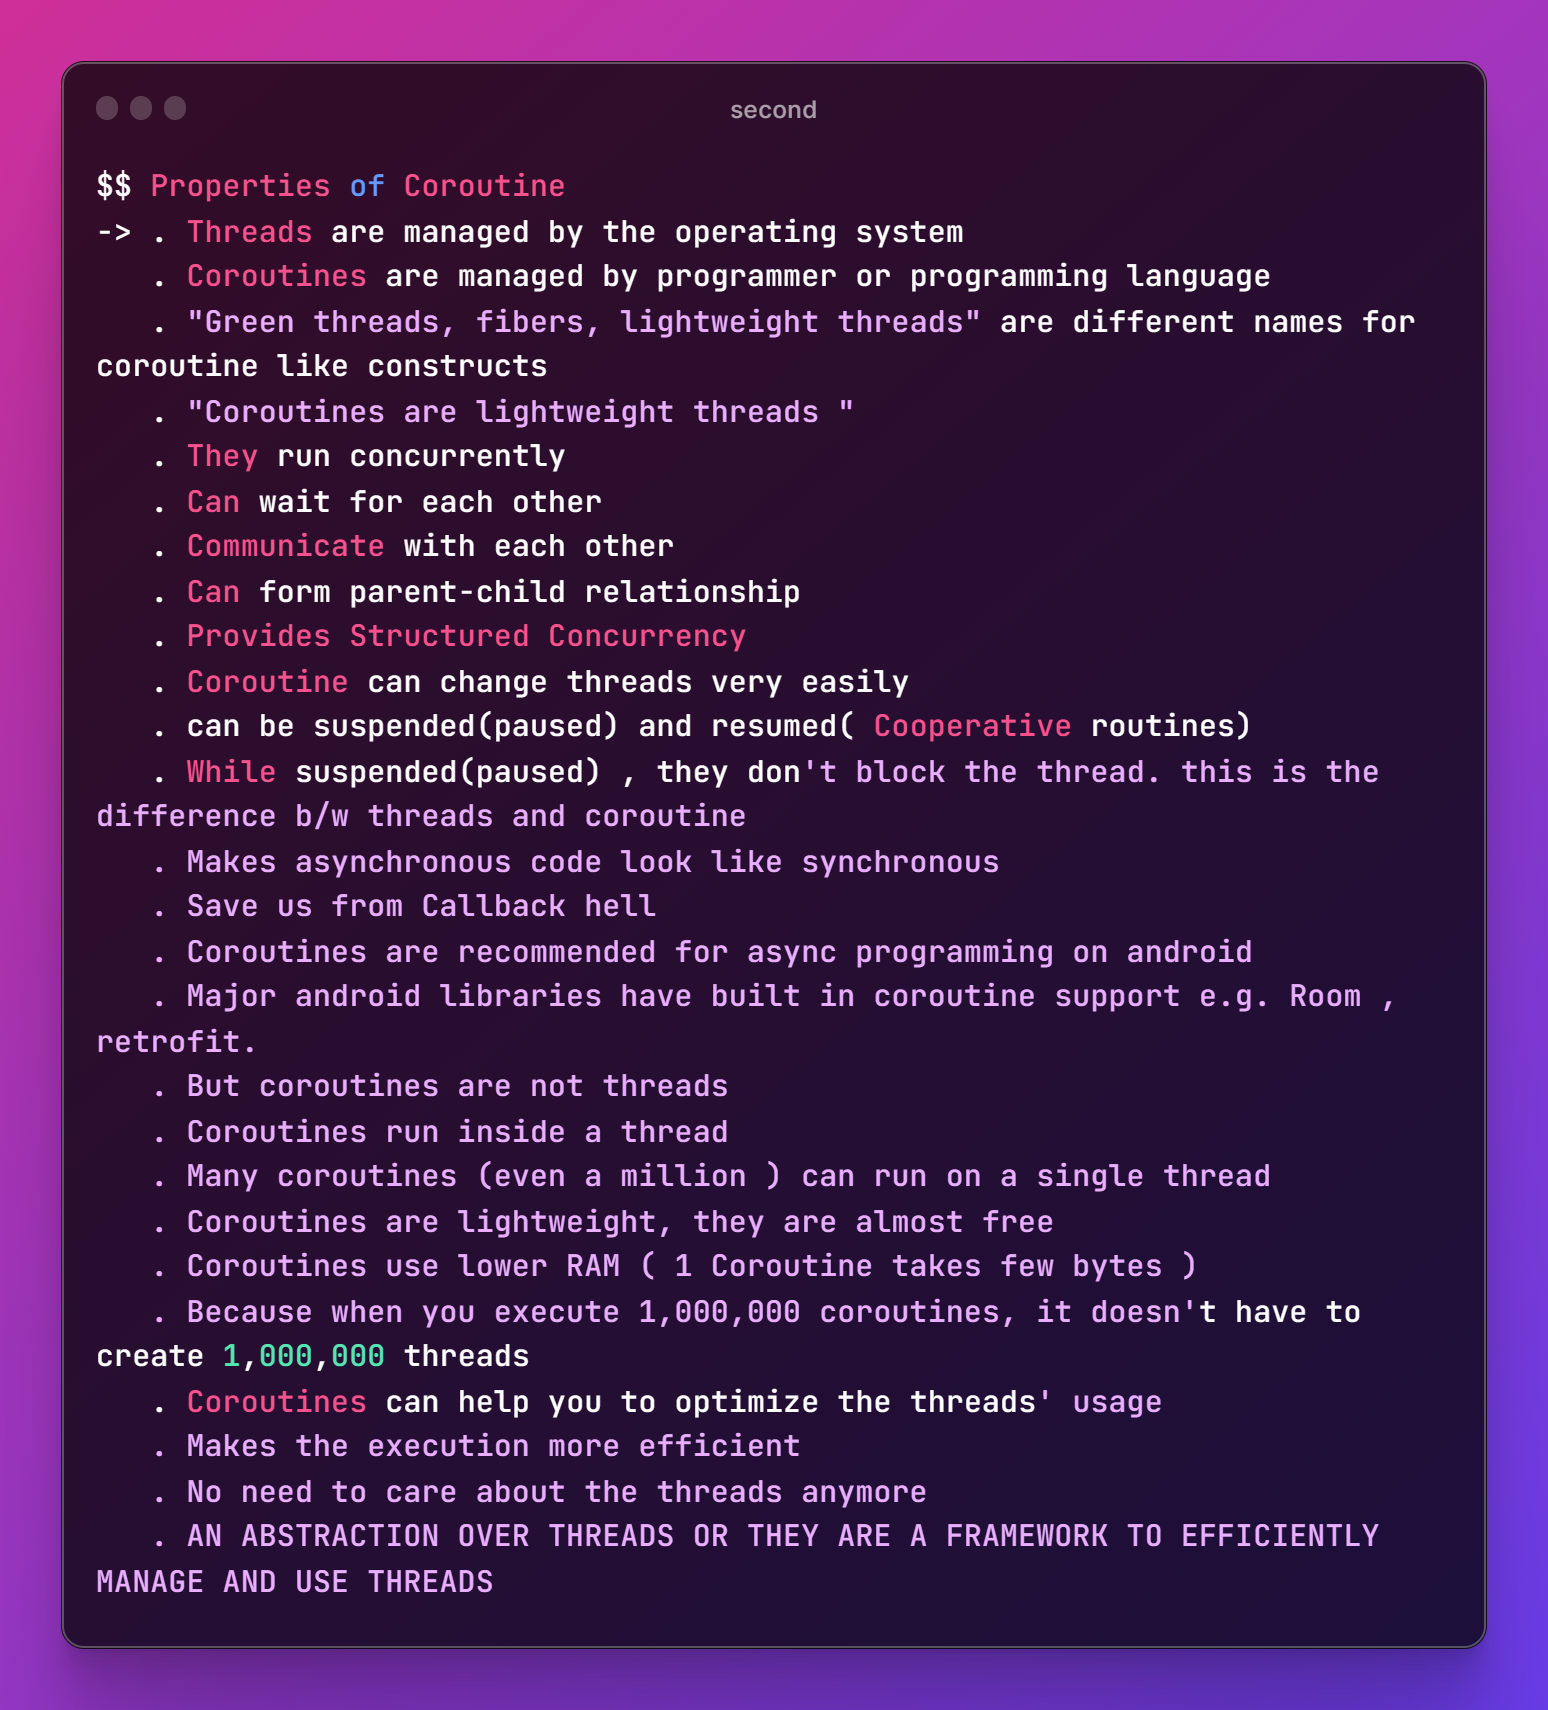 second
$$ Properties of Coroutine
-> . Threads are managed by the operating system
. Coroutines are managed by programmer or programming language
. "Green threads, fibers, lightweight threads" are different names for
coroutine like constructs
. "Coroutines are lightweight threads "
. They run concurrently
. Can wait for each other
. Communicate with each other
. Can form parent-child relationship
. Provides Structured Concurrency
. Coroutine can change threads very easily
. can be suspended(paused) and resumed( Cooperative routines)
. While suspended(paused) , they don't block the thread. this is the
difference b/w threads and coroutine
. Makes asynchronous code look like synchronous
. Save us from Callback hell
. Coroutines are recommended for async programming on android
. Major android libraries have built in coroutine support e.g. Room ,
retrofit.
. But coroutines are not threads
. Coroutines run inside a thread
. Many coroutines (even a million ) can run on a single thread
. Coroutines are lightweight, they are almost free
. Coroutines use lower RAM ( 1 Coroutine takes few bytes )
. Because when you execute 1,000,000 coroutines, it doesn't have to
create 1,000,000 threads
. Coroutines can help you to optimize the threads' usage
. Makes the execution more efficient
. No need to care about the threads anymore
. AN ABSTRACTION OVER THREADS OR THEY ARE A FRAMEWORK TO EFFICIENTLY
MANAGE AND USE THREADS